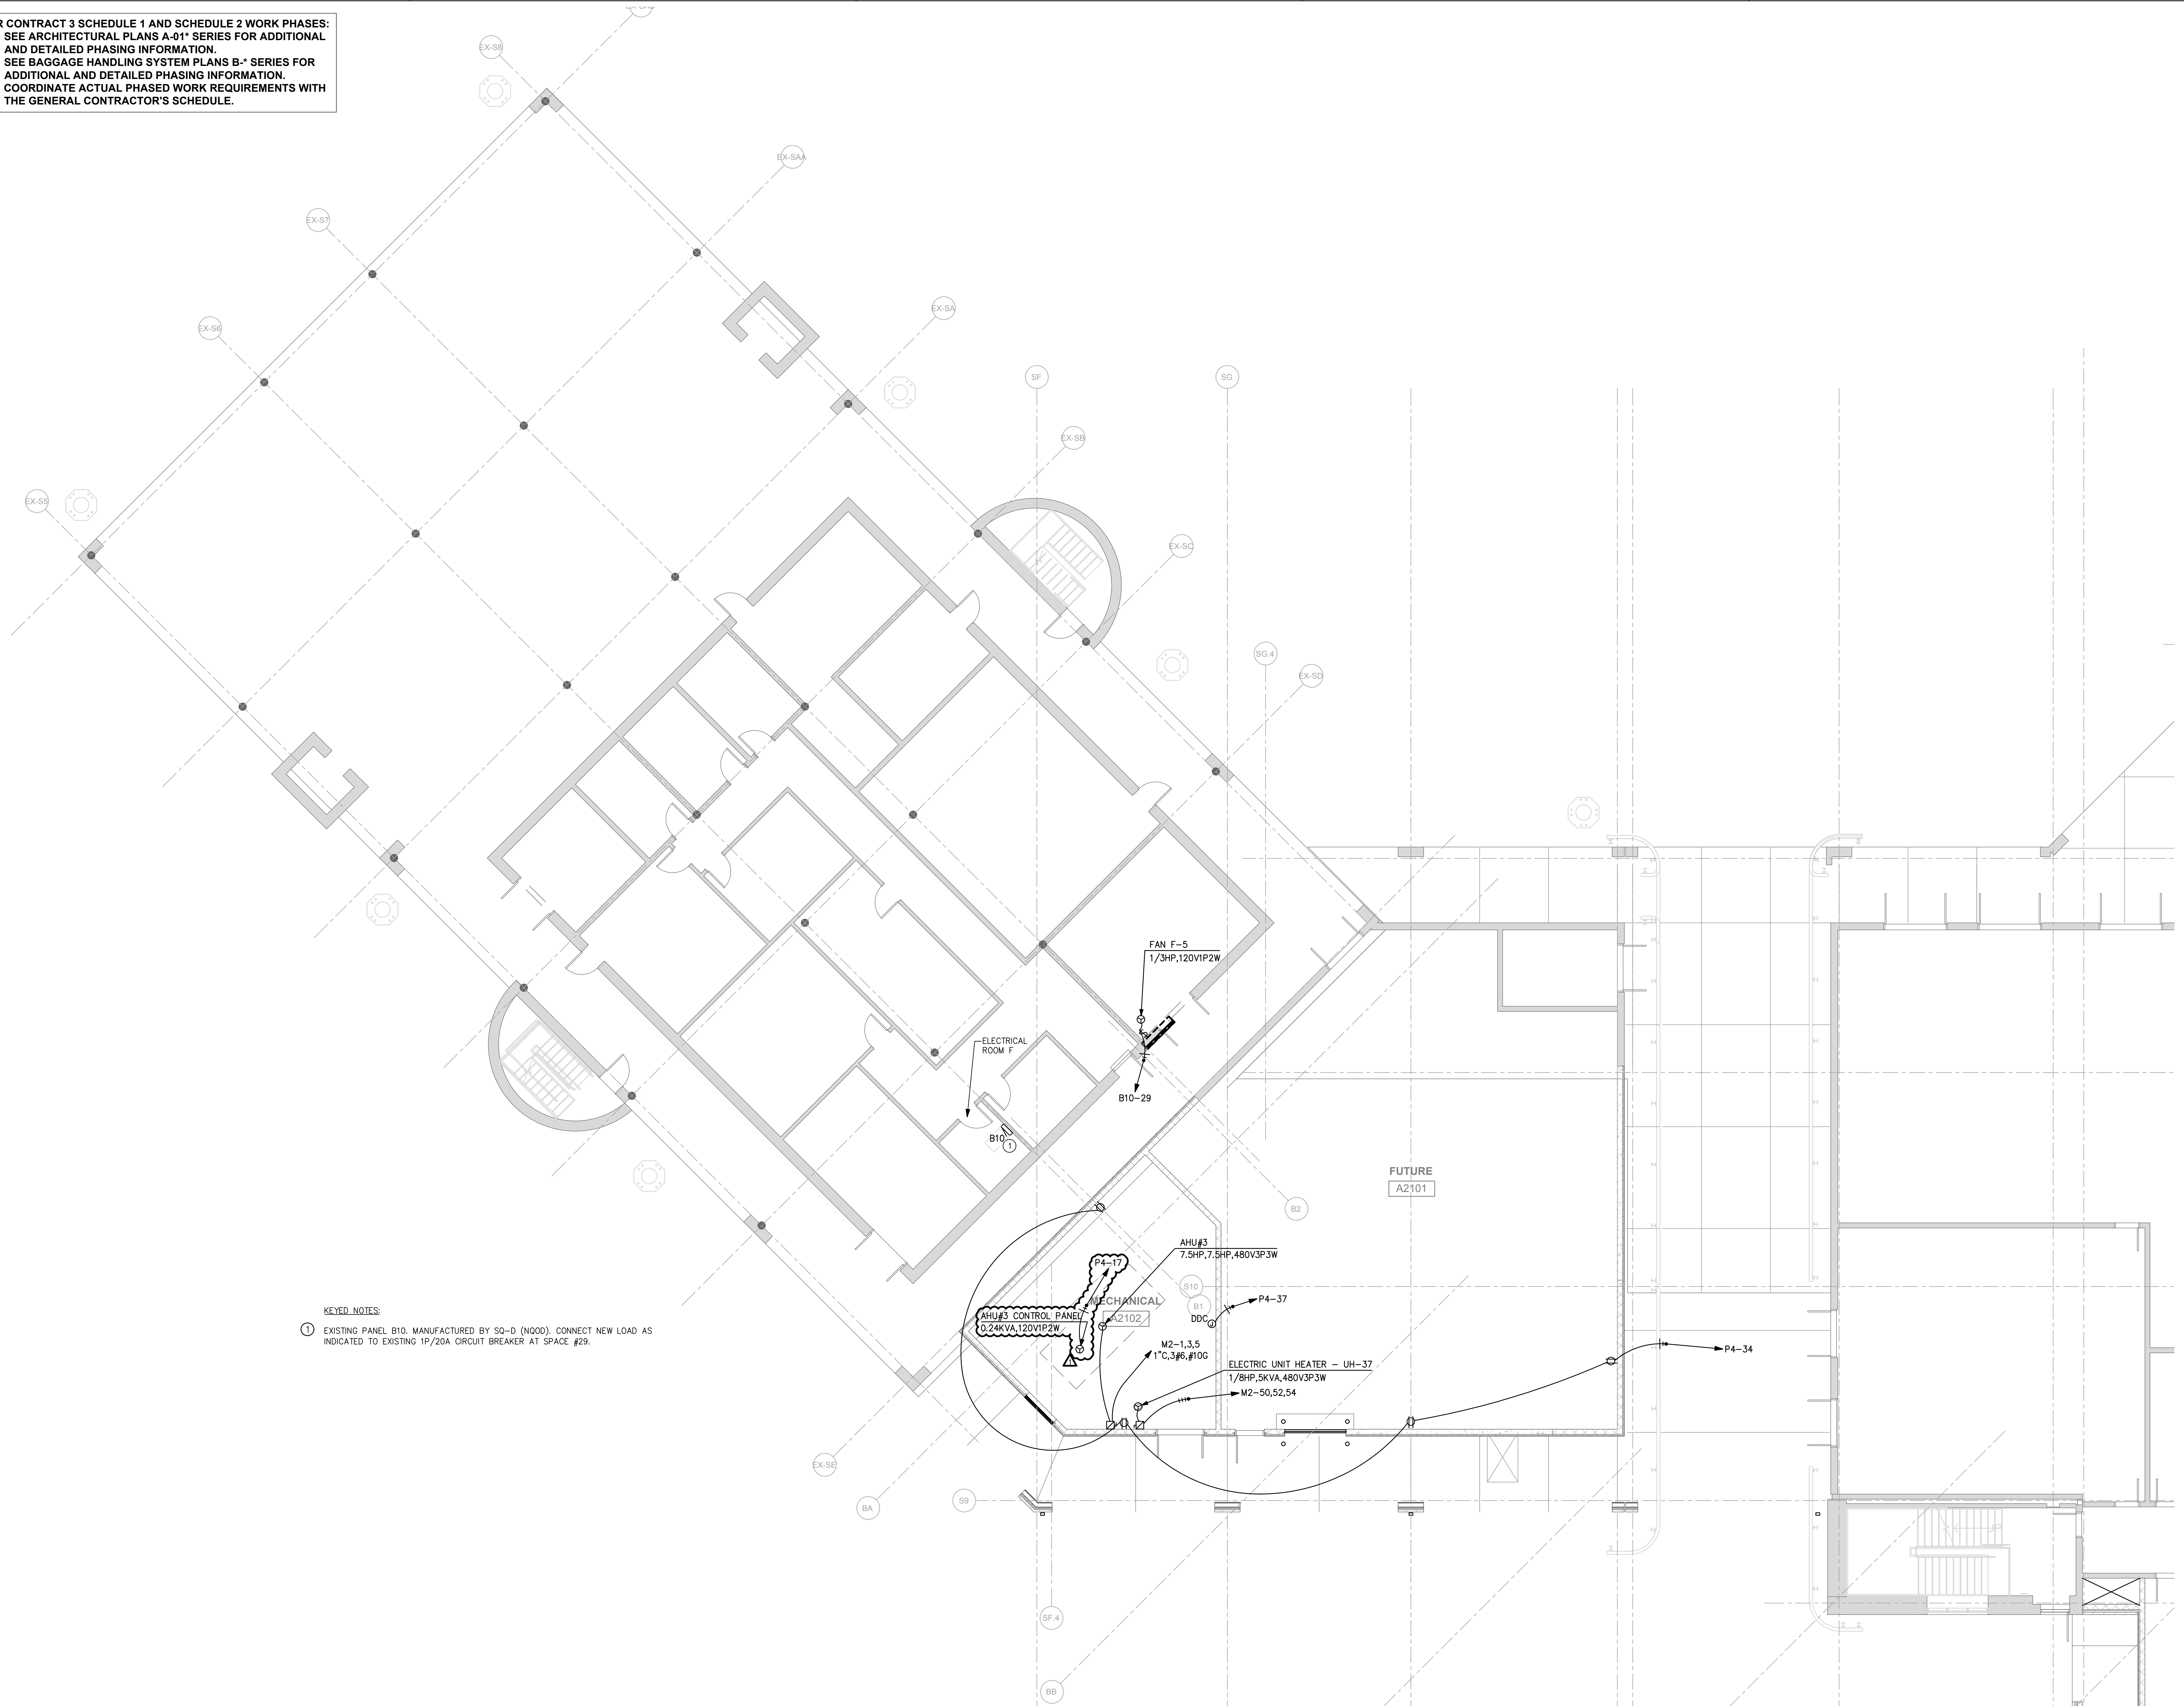 R CONTRACT 3 SCHEDULE 1 AND SCHEDULE 2 WORK PHASES:
SEE ARCHITECTURAL PLANS A-01* SERIES FOR ADDITIONAL
AND DETAILED PHASING INFORMATION.
SEE BAGGAGE HANDLING SYSTEM PLANS B-* SERIES FOR
ADDITIONAL AND DETAILED PHASING INFORMATION.
COORDINATE ACTUAL PHASED WORK REQUIREMENTS WITH
THE GENERAL CONTRACTOR'S SCHEDULE.
EX-S8
EX-SAA
EX-S7
EX-SA
EX-S6
SF
SG
EX-SB
EX-S5
EX-SC
SG.4
EX-SD
FAN F-5
1/3HP,120V1P2W
ELECTRICAL
ROOM F
B10-29
B10
1
FUTURE
A2101
B2
AHU#3
7.5HP,7.5HP,480V3P3W
P4-17
S10
B1
MECHANICAL
A2102
P4-37
DDC
J
AHU#3 CONTROL PANEL
0.24KVA,120V1P2W
M2-1,3,5
1"C,3#6,#10G
P4-34
ELECTRIC UNIT HEATER - UH-37
1/8HP,5KVA,480V3P3W
M2-50,52,54
KEYED NOTES:
1 EXISTING PANEL B10. MANUFACTURED BY SQ-D (NQOD). CONNECT NEW LOAD AS
INDICATED TO EXISTING 1P/20A CIRCUIT BREAKER AT SPACE #29.
EX-SE
BA
S9
SF.4
BB